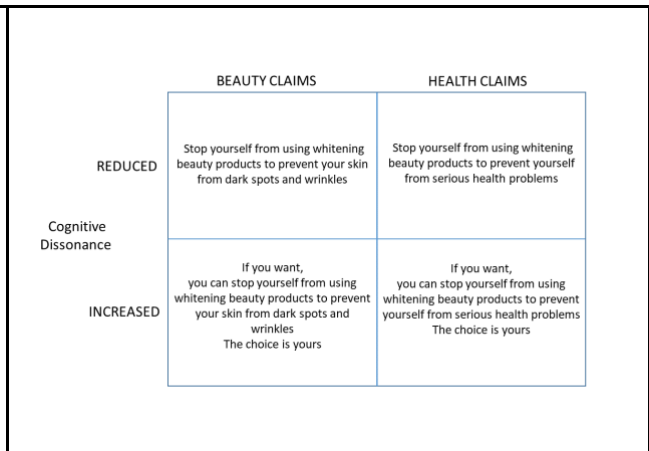 BEAUTY CLAIMS
HEALTH CLAIMS
REDUCED
Stop yourself from using whitening
beauty products to prevent your skin
from dark spots and wrinkles
Stop yourself from using whitening
beauty products to prevent yourself
from serious health problems
Cognitive
Dissonance
INCREASED
If you want,
you can stop yourself from using
whitening beauty products to prevent
your skin from dark spots and
wrinkles
The choice is yours
If you want,
you can stop yourself from using
whitening beauty products to prevent
yourself from serious health problems
The choice is yours